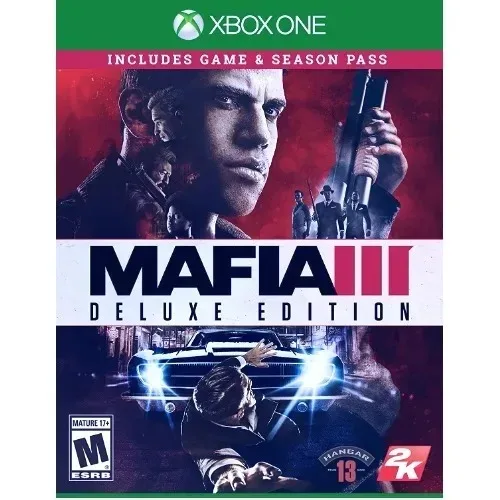 XBOX ONE
INCLUDES GAME & SEASON PASS
MAFIA III
DELUXE EDITION
MATURE 17+
M
ESRB
HANGAR
13
2K